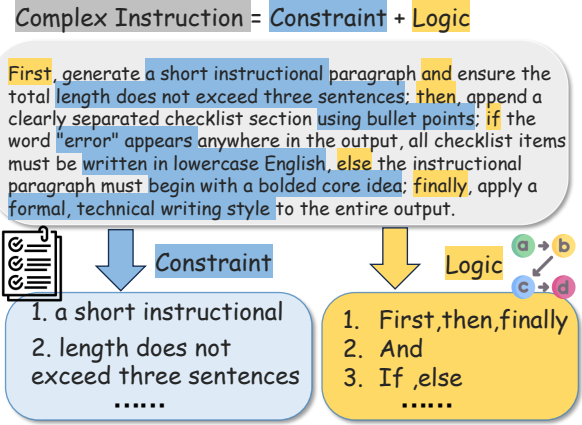 Complex Instruction = Constraint + Logic
First, generate a short instructional paragraph and ensure the
total length does not exceed three sentences; then, append a
clearly separated checklist section using bullet points; if the
word "error" appears anywhere in the output, all checklist items
must be written in lowercase English, else the instructional
paragraph must begin with a bolded core idea; finally, apply a
formal, technical writing style to the entire output.
Constraint
Logic
a b
c d
1. a short instructional
2. length does not
exceed three sentences
......
1. First,then,finally
2. And
3. If ,else
......